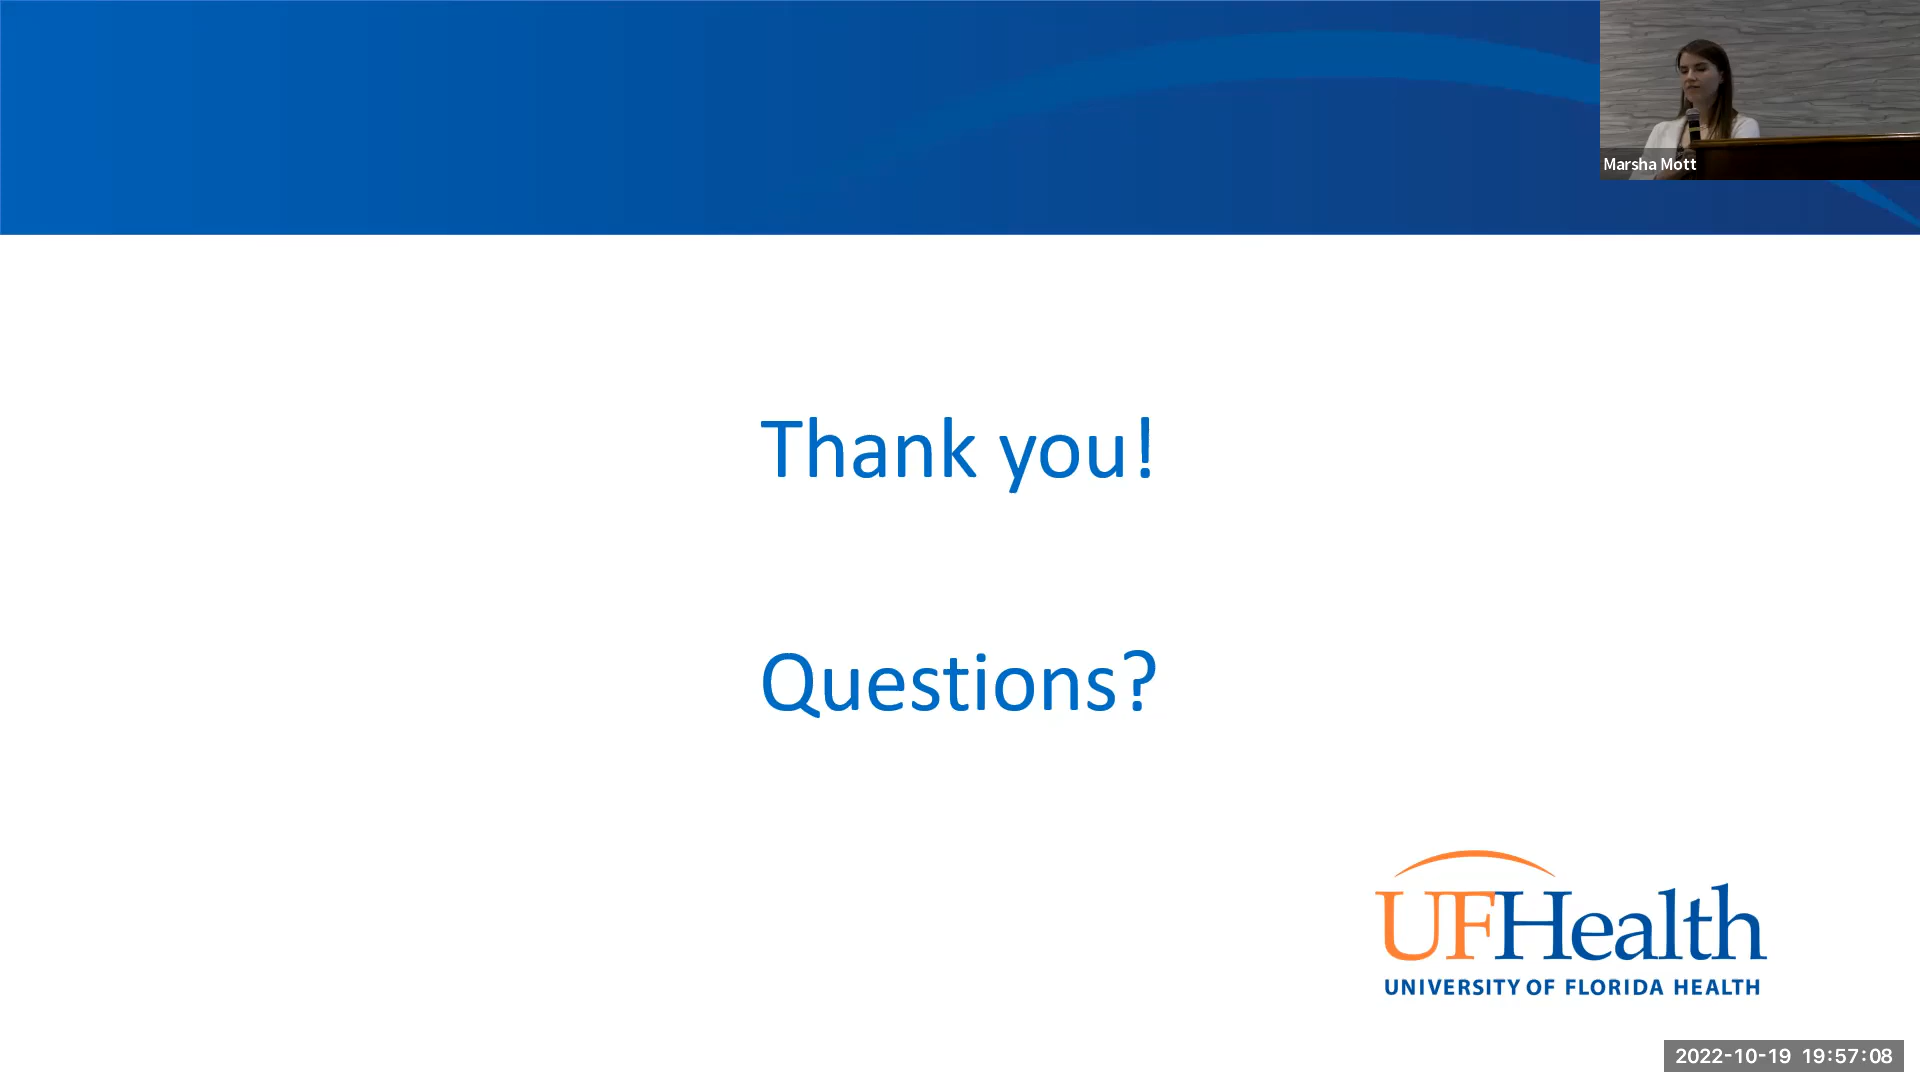 Marsha Mott
Thank you!
Questions?
UFHealth
UNIVERSITY OF FLORIDA HEALTH
2022-10-19 19:57:08